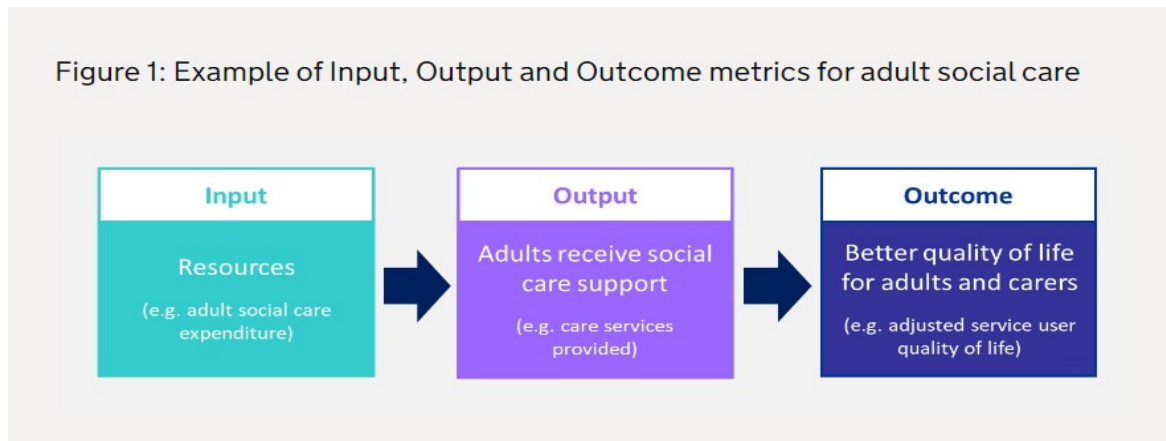 Figure 1: Example of Input, Output and Outcome metrics for adult social care
Input
Resources
(e.g. adult social care
expenditure)
Output
Adults receive social
care support
(e.g. care services
provided)
Outcome
Better quality of life
for adults and carers
(e.g. adjusted service user
quality of life)